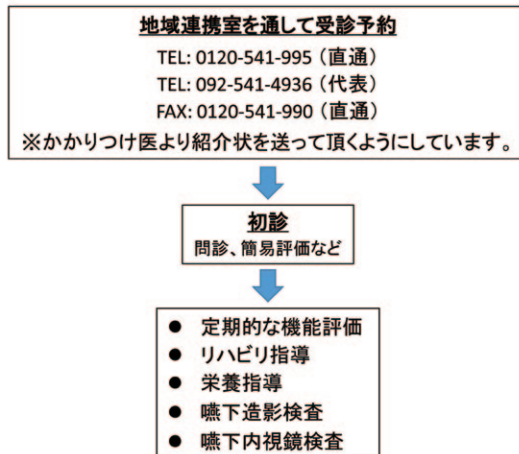 地域連携室を通して受診予約
TEL: 0120-541-995（直通）
TEL: 092-541-4936（代表）
FAX: 0120-541-990（直通）
※かかりつけ医より紹介状を送って頂くようにしています。
初診
問診、簡易評価など
● 定期的な機能評価
● リハビリ指導
● 栄養指導
● 嚥下造影検査
● 嚥下内視鏡検査